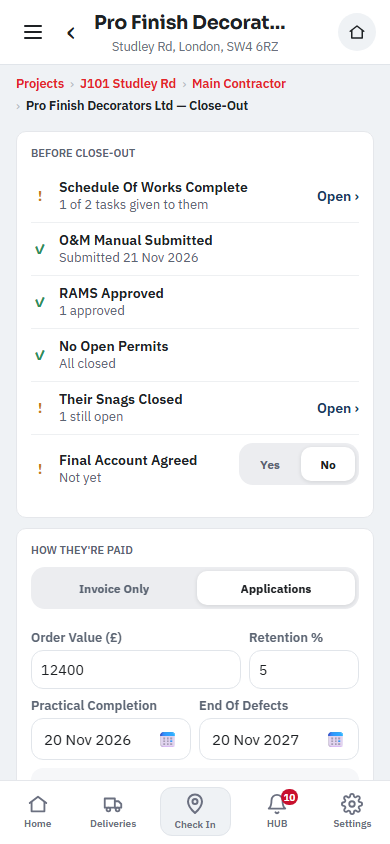 Pro Finish Decorat...
Studley Rd, London, SW4 6RZ
Projects › J101 Studley Rd › Main Contractor
› Pro Finish Decorators Ltd — Close-Out
BEFORE CLOSE-OUT
! Schedule Of Works Complete
1 of 2 tasks given to them
Open ›
O&M Manual Submitted
Submitted 21 Nov 2026
RAMS Approved
1 approved
No Open Permits
All closed
! Their Snags Closed
1 still open
Open ›
! Final Account Agreed
Not yet
Yes No
HOW THEY'RE PAID
Invoice Only Applications
Order Value (£) Retention %
12400 5
Practical Completion End Of Defects
20 Nov 2026 20 Nov 2027
10
Home Deliveries Check In HUB Settings